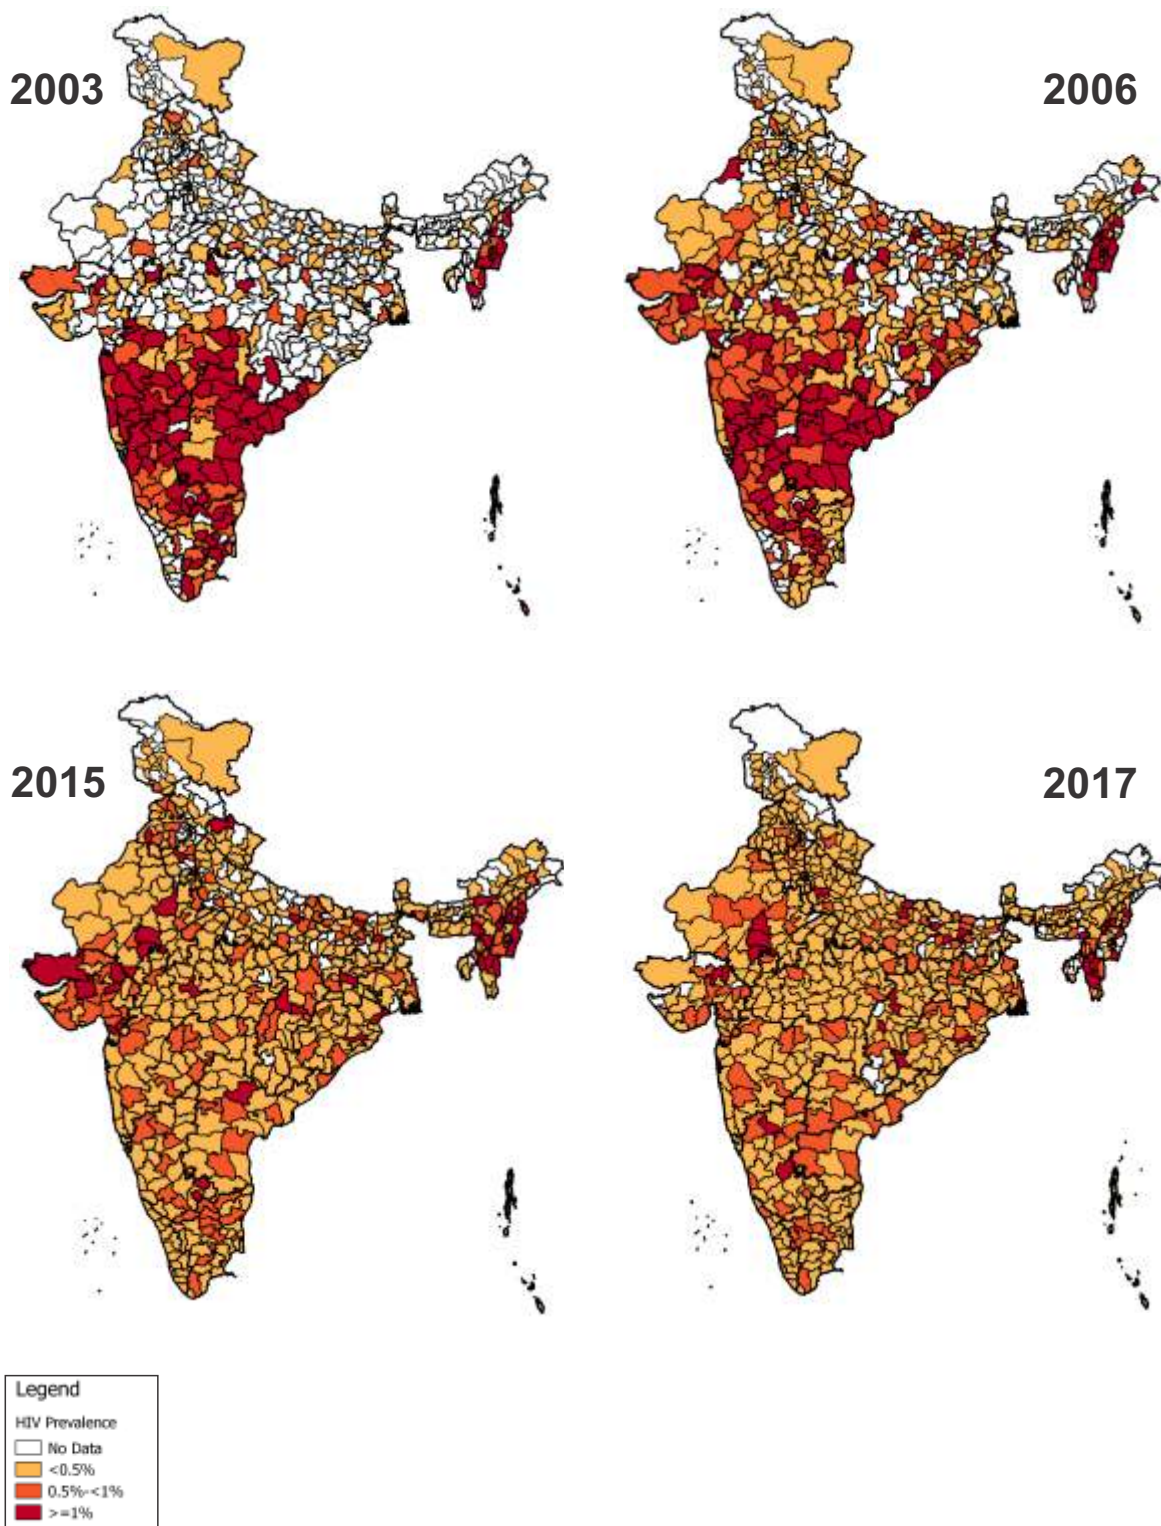 2003
2006
2015
2017
Legend
HIV Prevalence
No Data
<0.5%
0.5%-<1%
>=1%